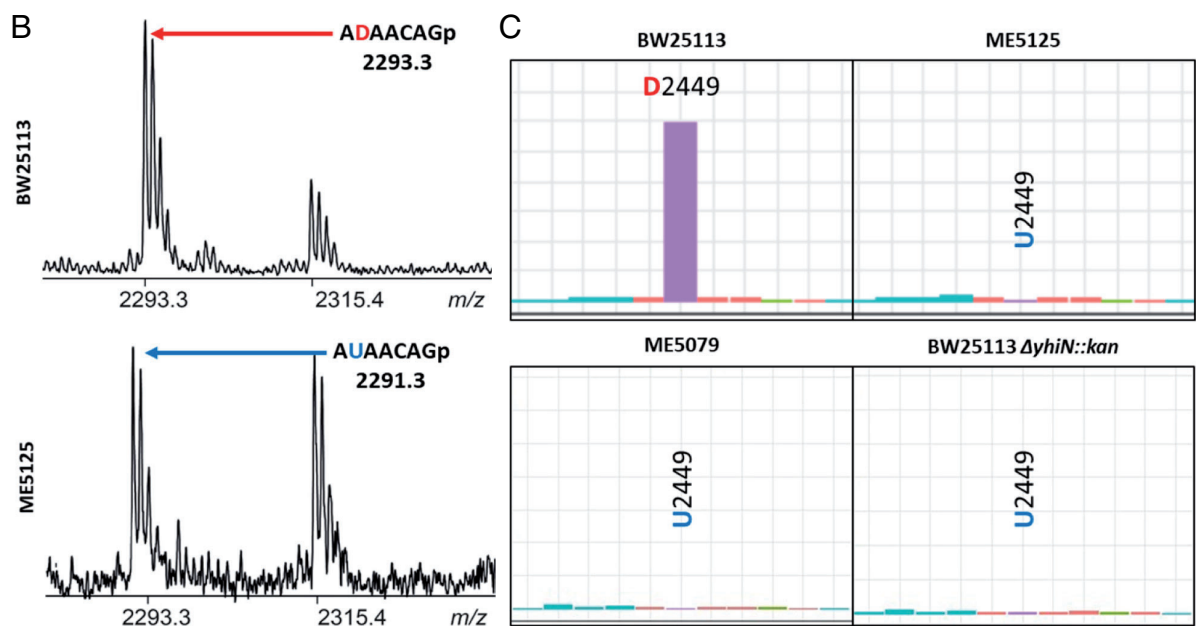 B
ADAACAGp
2293.3
BW25113
2293.3 2315.4 m/z
AUAACAGp
2291.3
ME5125
2293.3 2315.4 m/z
C
BW25113 ME5125
D2449
U2449
ME5079 BW25113 ΔyhiN::kan
U2449
U2449